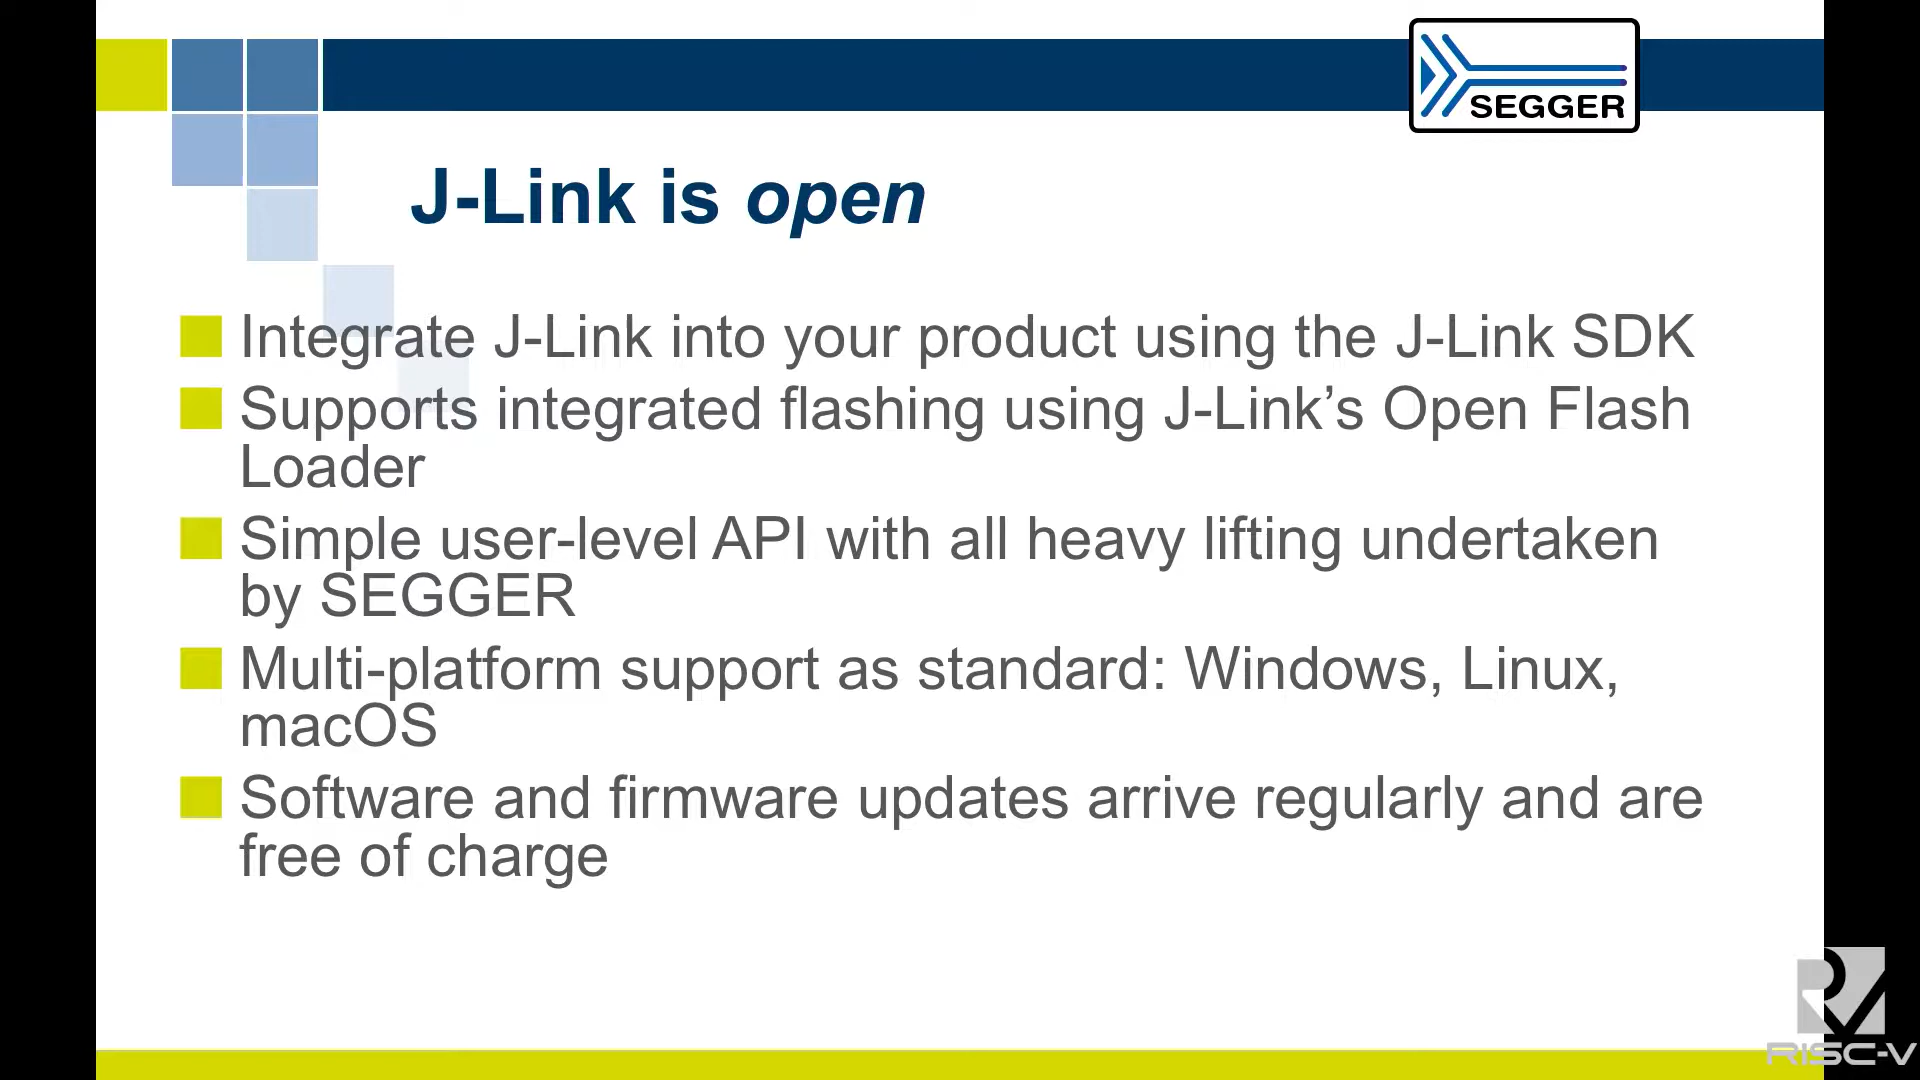 SEGGER
J-Link is open
Integrate J-Link into your product using the J-Link SDK
Supports integrated flashing using J-Link’s Open Flash
Loader
Simple user-level API with all heavy lifting undertaken
by SEGGER
Multi-platform support as standard: Windows, Linux,
macOS
Software and firmware updates arrive regularly and are
free of charge
RISC-V